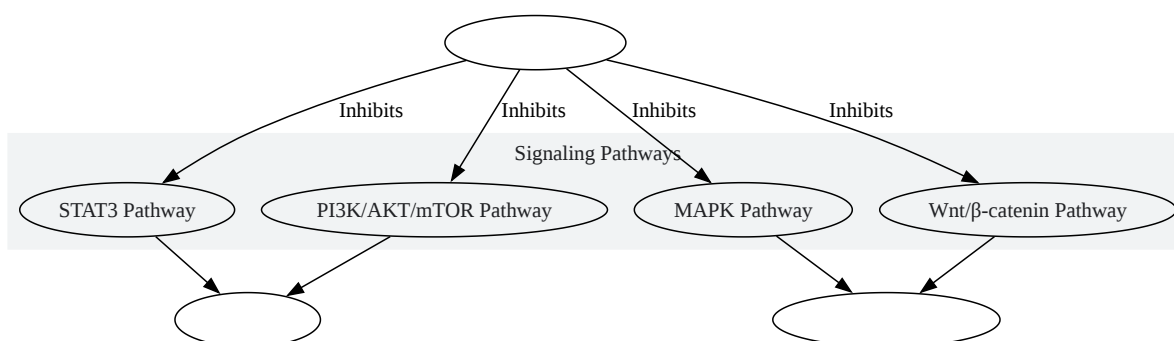 Inhibits
Inhibits
Inhibits
Inhibits
Signaling Pathways
STAT3 Pathway
PI3K/AKT/mTOR Pathway
MAPK Pathway
Wnt/β-catenin Pathway